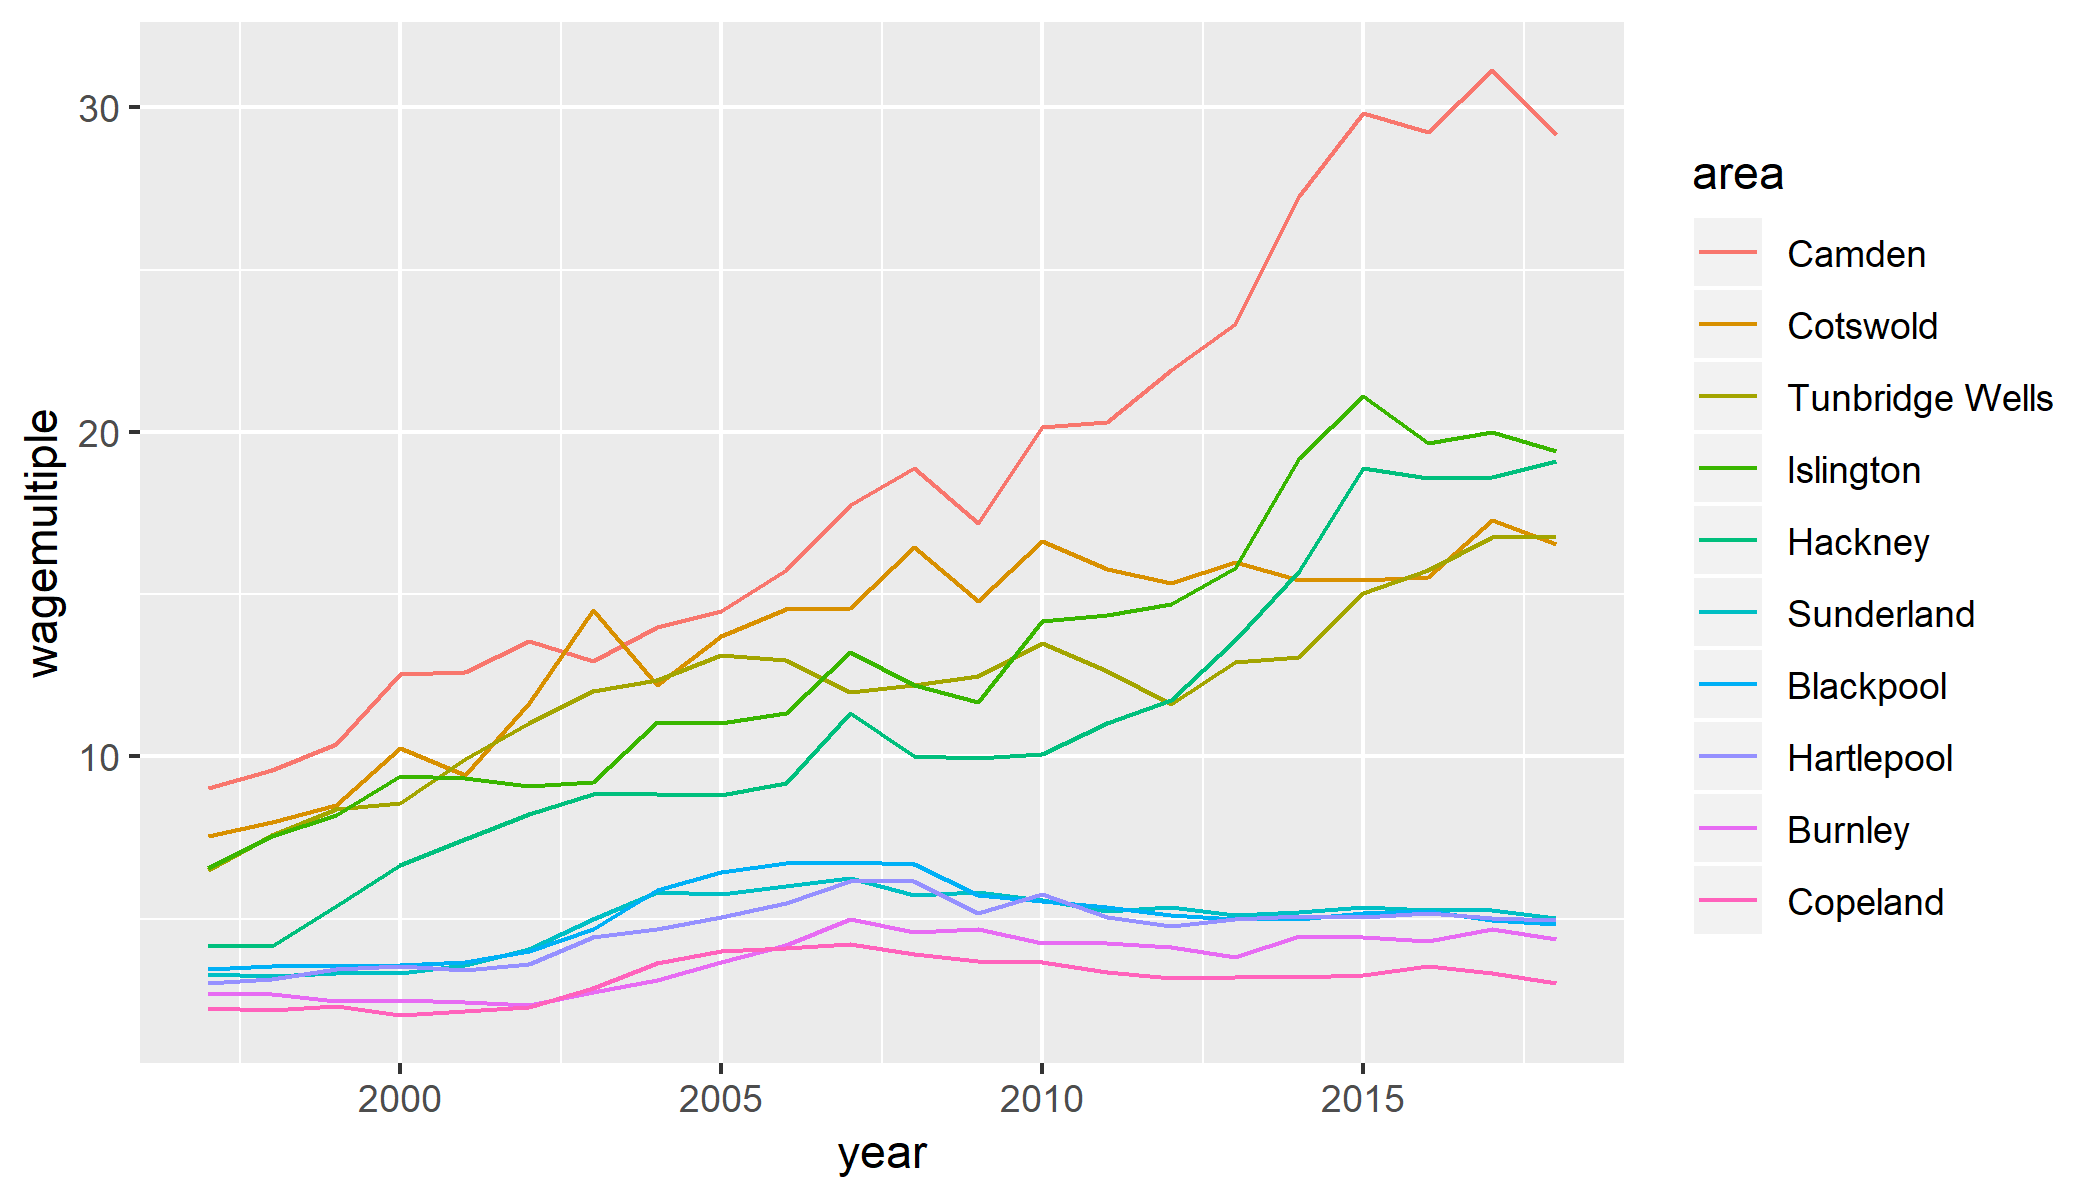 30
20
10
wagemultiple
2000 2005 2010 2015
year
area
Camden
Cotswold
Tunbridge Wells
Islington
Hackney
Sunderland
Blackpool
Hartlepool
Burnley
Copeland